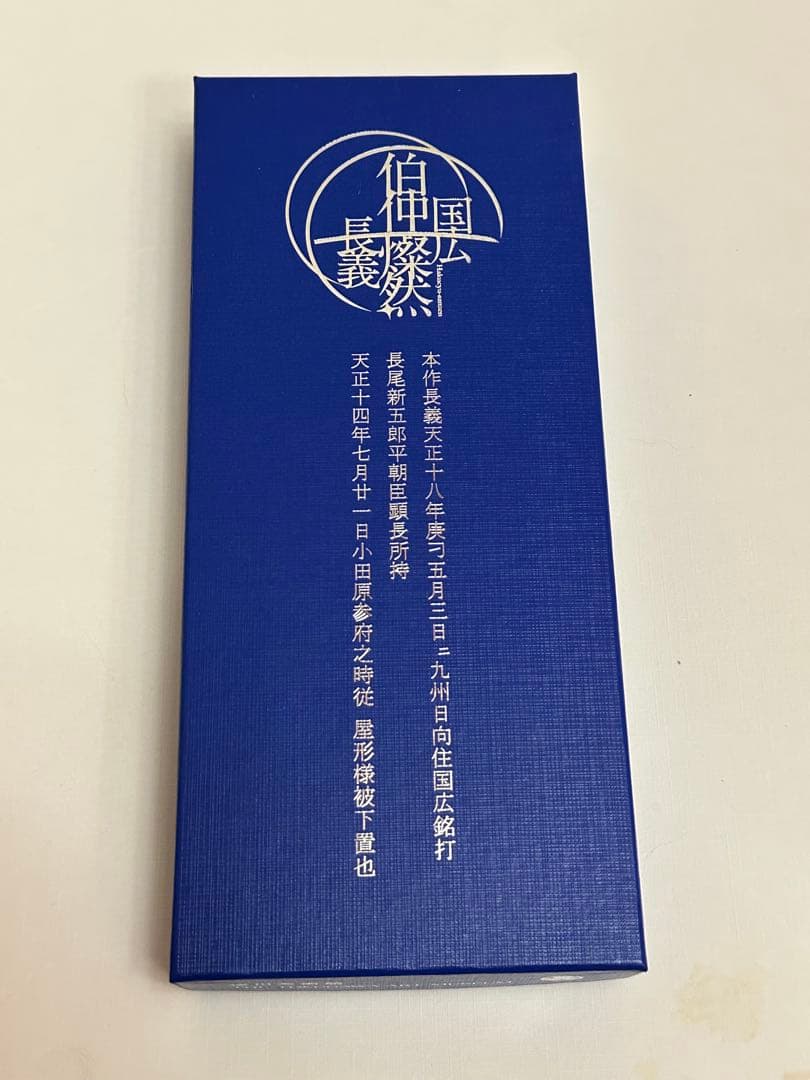 国広
伯仲燦然
長義
本作長義天正十八年庚刁五月三日ニ九州日向住国広銘打
長尾新五郎平朝臣顕長所持
天正十四年七月廿一日小田原参府之時従 屋形様被下置也